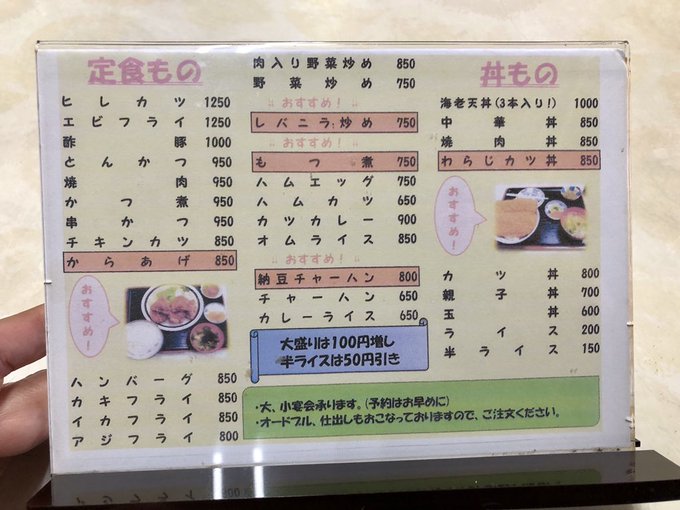 定食もの
ヒレカツ 1250
エビフライ 1250
酢豚 1000
とんかつ 950
焼肉 950
かつ煮 950
串かつ 950
チキンカツ 850
からあげ 850
おすすめ！
ハンバーグ 850
カキフライ 850
イカフライ 850
アジフライ 800
肉入り野菜炒め 850
野菜炒め 750
おすすめ！
レバニラ炒め 750
おすすめ！
もつ煮 750
ハムエッグ 750
ハムカツ 650
カツカレー 900
オムライス 850
おすすめ！
納豆チャーハン 800
チャーハン 650
カレーライス 650
大盛りは100円増し
半ライスは50円引き
丼もの
海老天丼(3本入り!) 1000
中華丼 850
焼肉丼 850
わらじカツ丼 850
おすすめ！
カツ丼 800
親子丼 700
玉丼 600
ライス 200
半ライス 150
・大、小宴会承ります。(予約はお早めに)
・オードブル、仕出しもおこなっておりますので、ご注文ください。